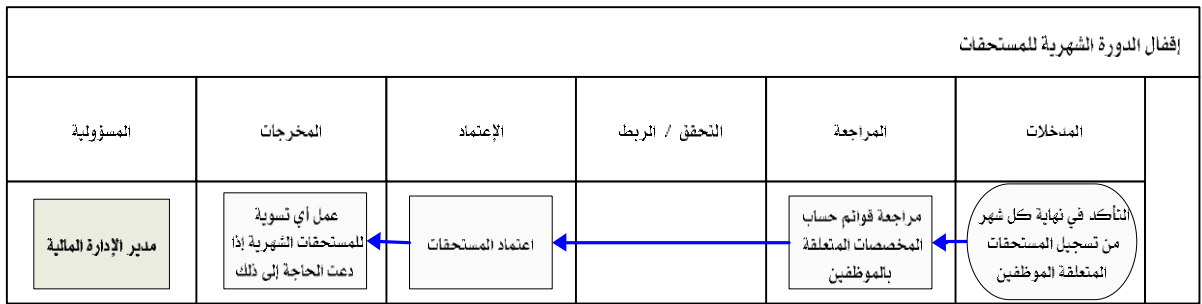 إقفال الدورة الشهرية للمستحقات
المدخلات
المراجعة
التحقق / الربط
الإعتماد
المخرجات
المسؤولية
التأكد في نهاية كل شهر
من تسجيل المستحقات
المتعلقة الموظفين
مراجعة قوائم حساب
المخصصات المتعلقة
بالموظفين
اعتماد المستحقات
عمل أي تسوية
للمستحقات الشهرية إذا
دعت الحاجة إلى ذلك
مدير الإدارة المالية